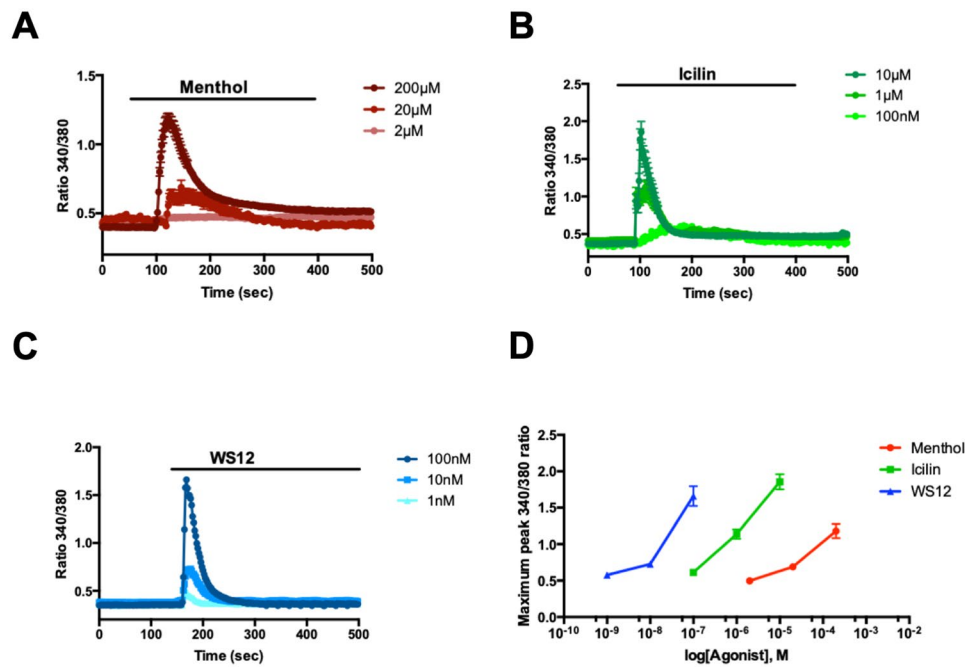 A
Menthol
200µM
20µM
2µM
1.5
1.0
0.5
Ratio 340/380
0 100 200 300 400 500
Time (sec)
B
Icilin
10µM
1µM
100nM
2.5
2.0
1.5
1.0
0.5
Ratio 340/380
0 100 200 300 400 500
Time (sec)
C
WS12
100nM
10nM
1nM
2.0
1.5
1.0
0.5
Ratio 340/380
0 100 200 300 400 500
Time (sec)
D
Menthol
Icilin
WS12
2.5
2.0
1.5
1.0
0.5
0.0
Maximum peak 340/380 ratio
10-10 10-9 10-8 10-7 10-6 10-5 10-4 10-3 10-2
log[Agonist], M